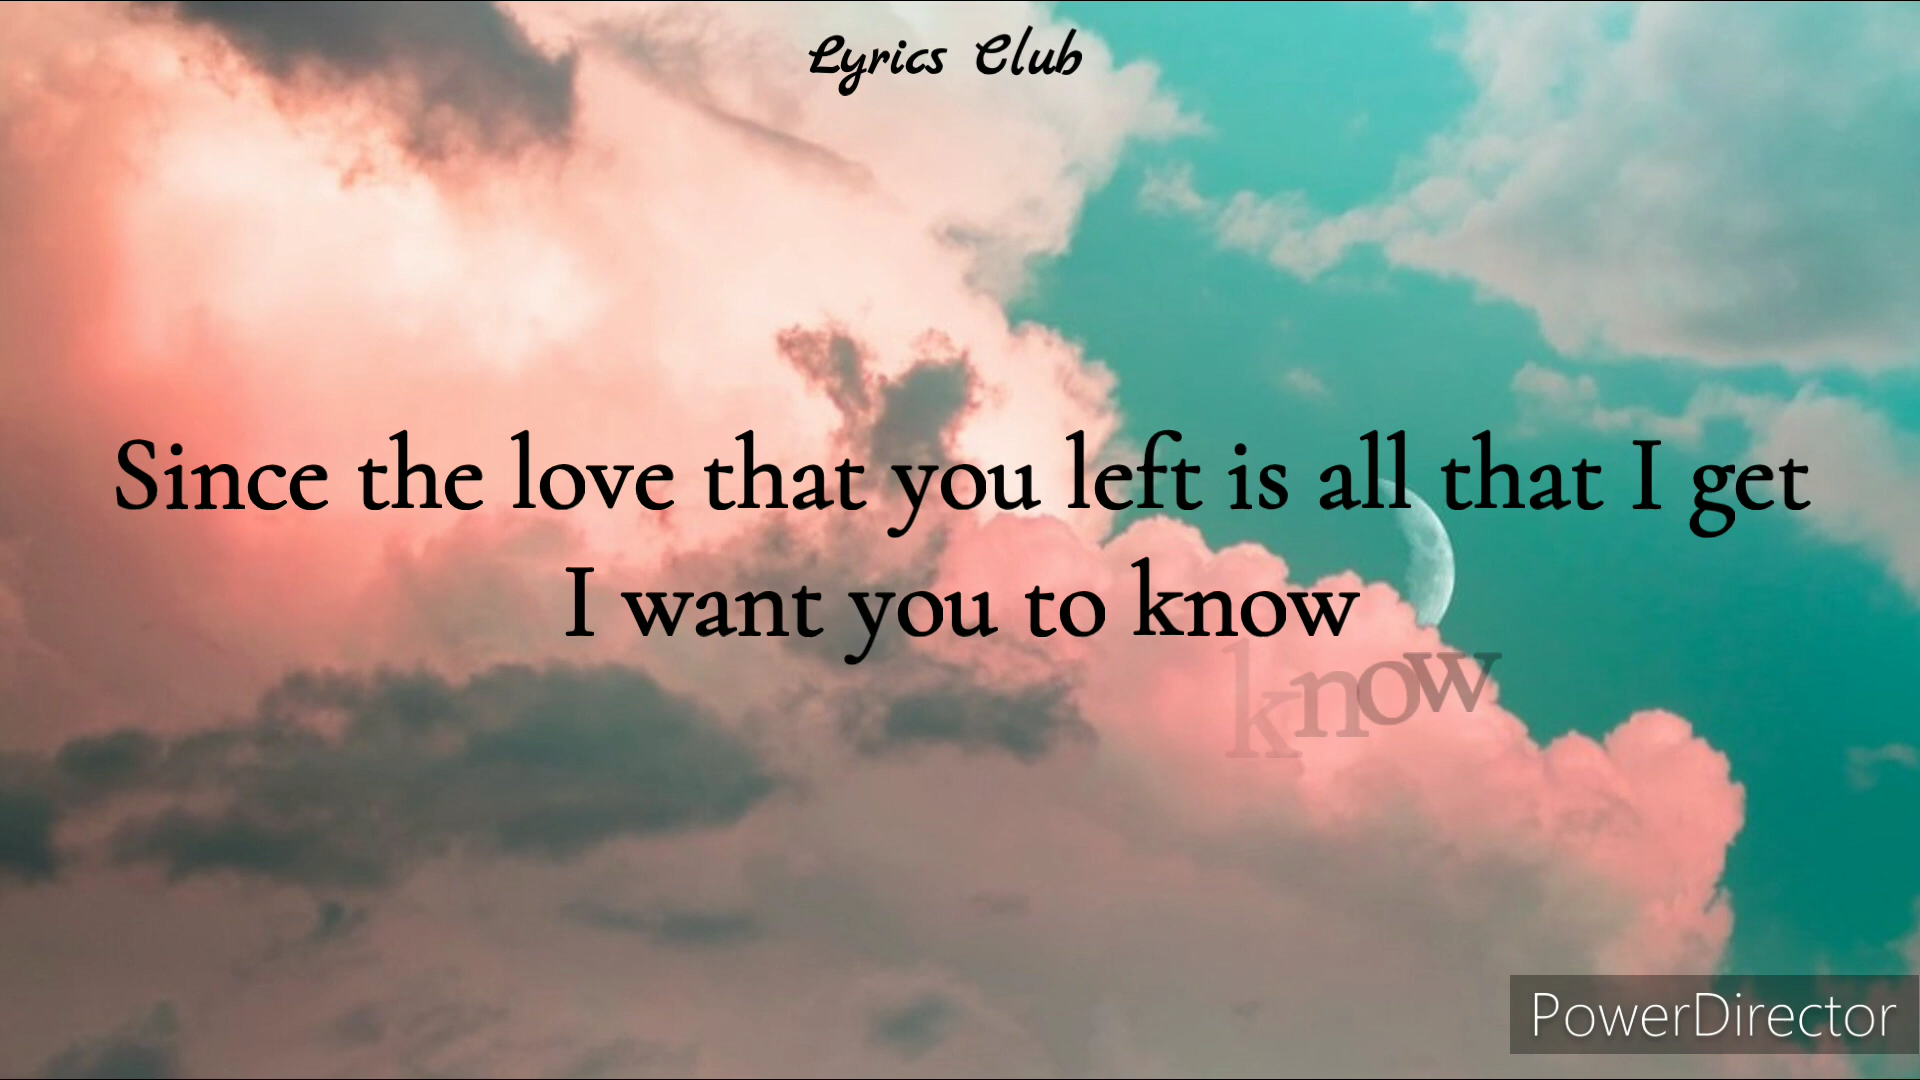 Lyrics Club
Since the love that you left is all that I get
I want you to know
know
PowerDirector